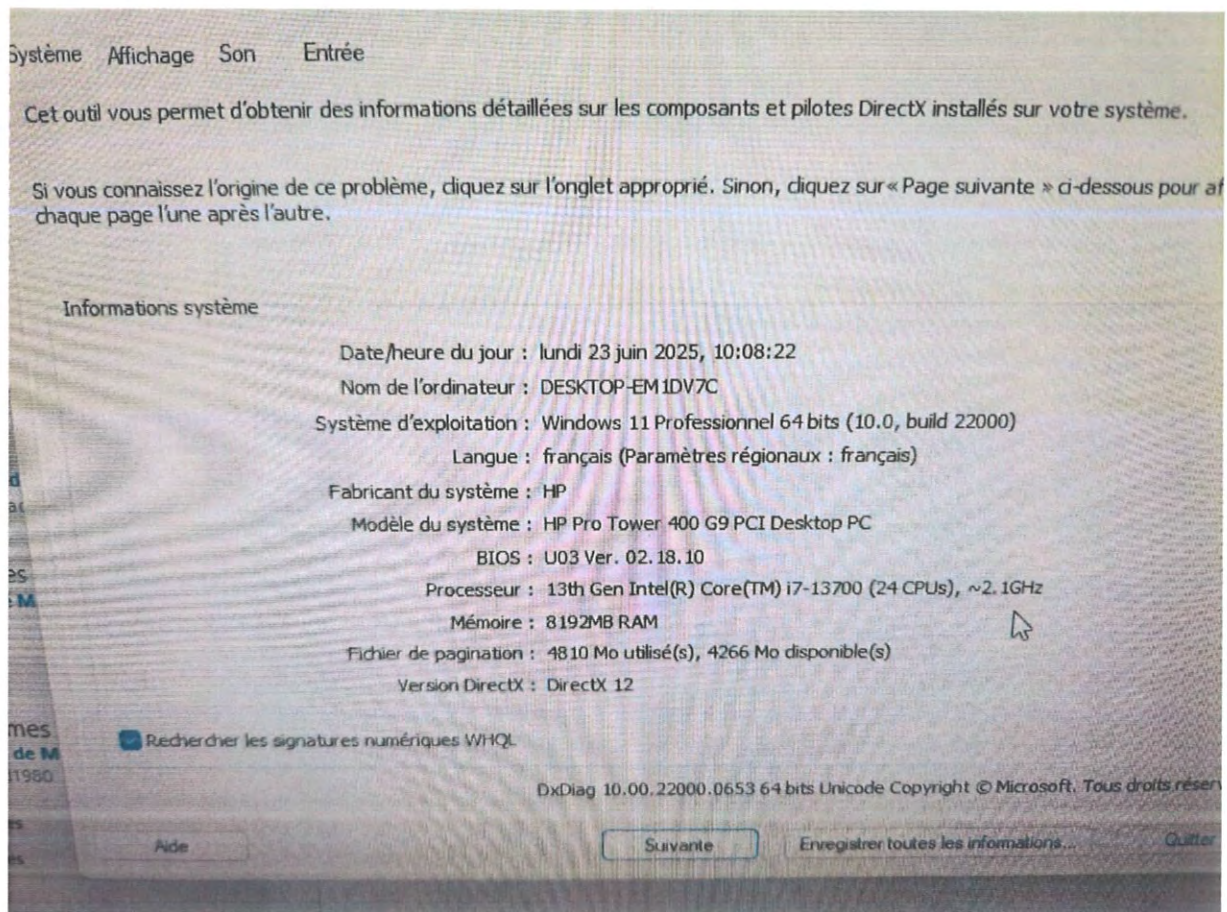 Système Affichage Son Entrée
Cet outil vous permet d'obtenir des informations détaillées sur les composants et pilotes DirectX installés sur votre système.
Si vous connaissez l'origine de ce problème, cliquez sur l'onglet approprié. Sinon, cliquez sur « Page suivante » ci-dessous pour af
chaque page l'une après l'autre.
Informations système
Date/heure du jour : lundi 23 juin 2025, 10:08:22
Nom de l'ordinateur : DESKTOP-EM1DV7C
Système d'exploitation : Windows 11 Professionnel 64 bits (10.0, build 22000)
Langue : français (Paramètres régionaux : français)
Fabricant du système : HP
Modèle du système : HP Pro Tower 400 G9 PCI Desktop PC
BIOS : U03 Ver. 02.18.10
Processeur : 13th Gen Intel(R) Core(TM) i7-13700 (24 CPUs), ~2.1GHz
Mémoire : 8192MB RAM
Fichier de pagination : 4810 Mo utilisé(s), 4266 Mo disponible(s)
Version DirectX : DirectX 12
mes
de M
1980
Rechercher les signatures numériques WHQL
DxDiag 10.00.22000.0653 64 bits Unicode Copyright © Microsoft. Tous droits réser
Aide Suivante Enregistrer toutes les informations... Quitter